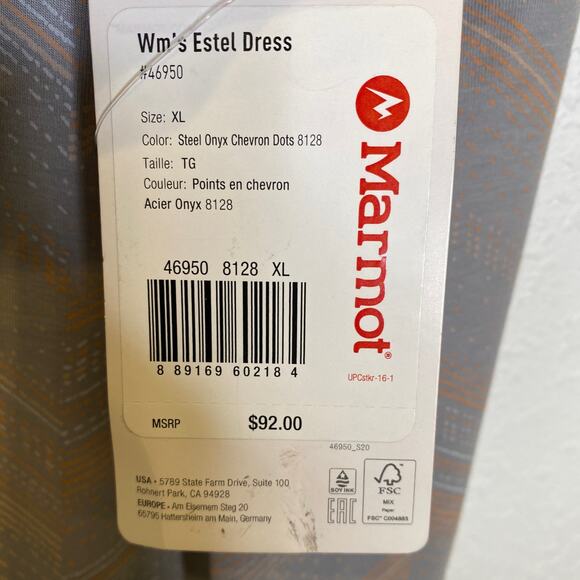 Wm's Estel Dress
#46950
Size: XL
Color: Steel Onyx Chevron Dots 8128
Taille: TG
Couleur: Points en chevron
Acier Onyx 8128
46950 8128 XL
8 89169 60218 4
MSRP $92.00
Marmot®
UPCstkr-16-1
46950_S20
USA • 5789 State Farm Drive, Suite 100
Rohnert Park, CA 94928
EUROPE • Am Eisernem Steg 20
65795 Hattersheim am Main, Germany
SOY INK
EAC
FSC
MIX
Paper
FSC™ C004885